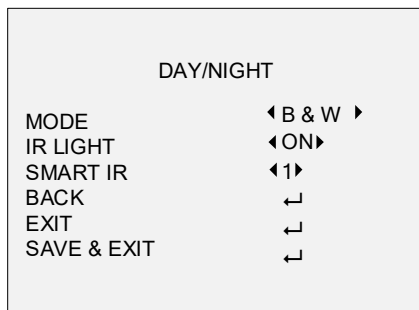 DAY/NIGHT
MODE B & W
IR LIGHT ON
SMART IR 1
BACK
EXIT
SAVE & EXIT